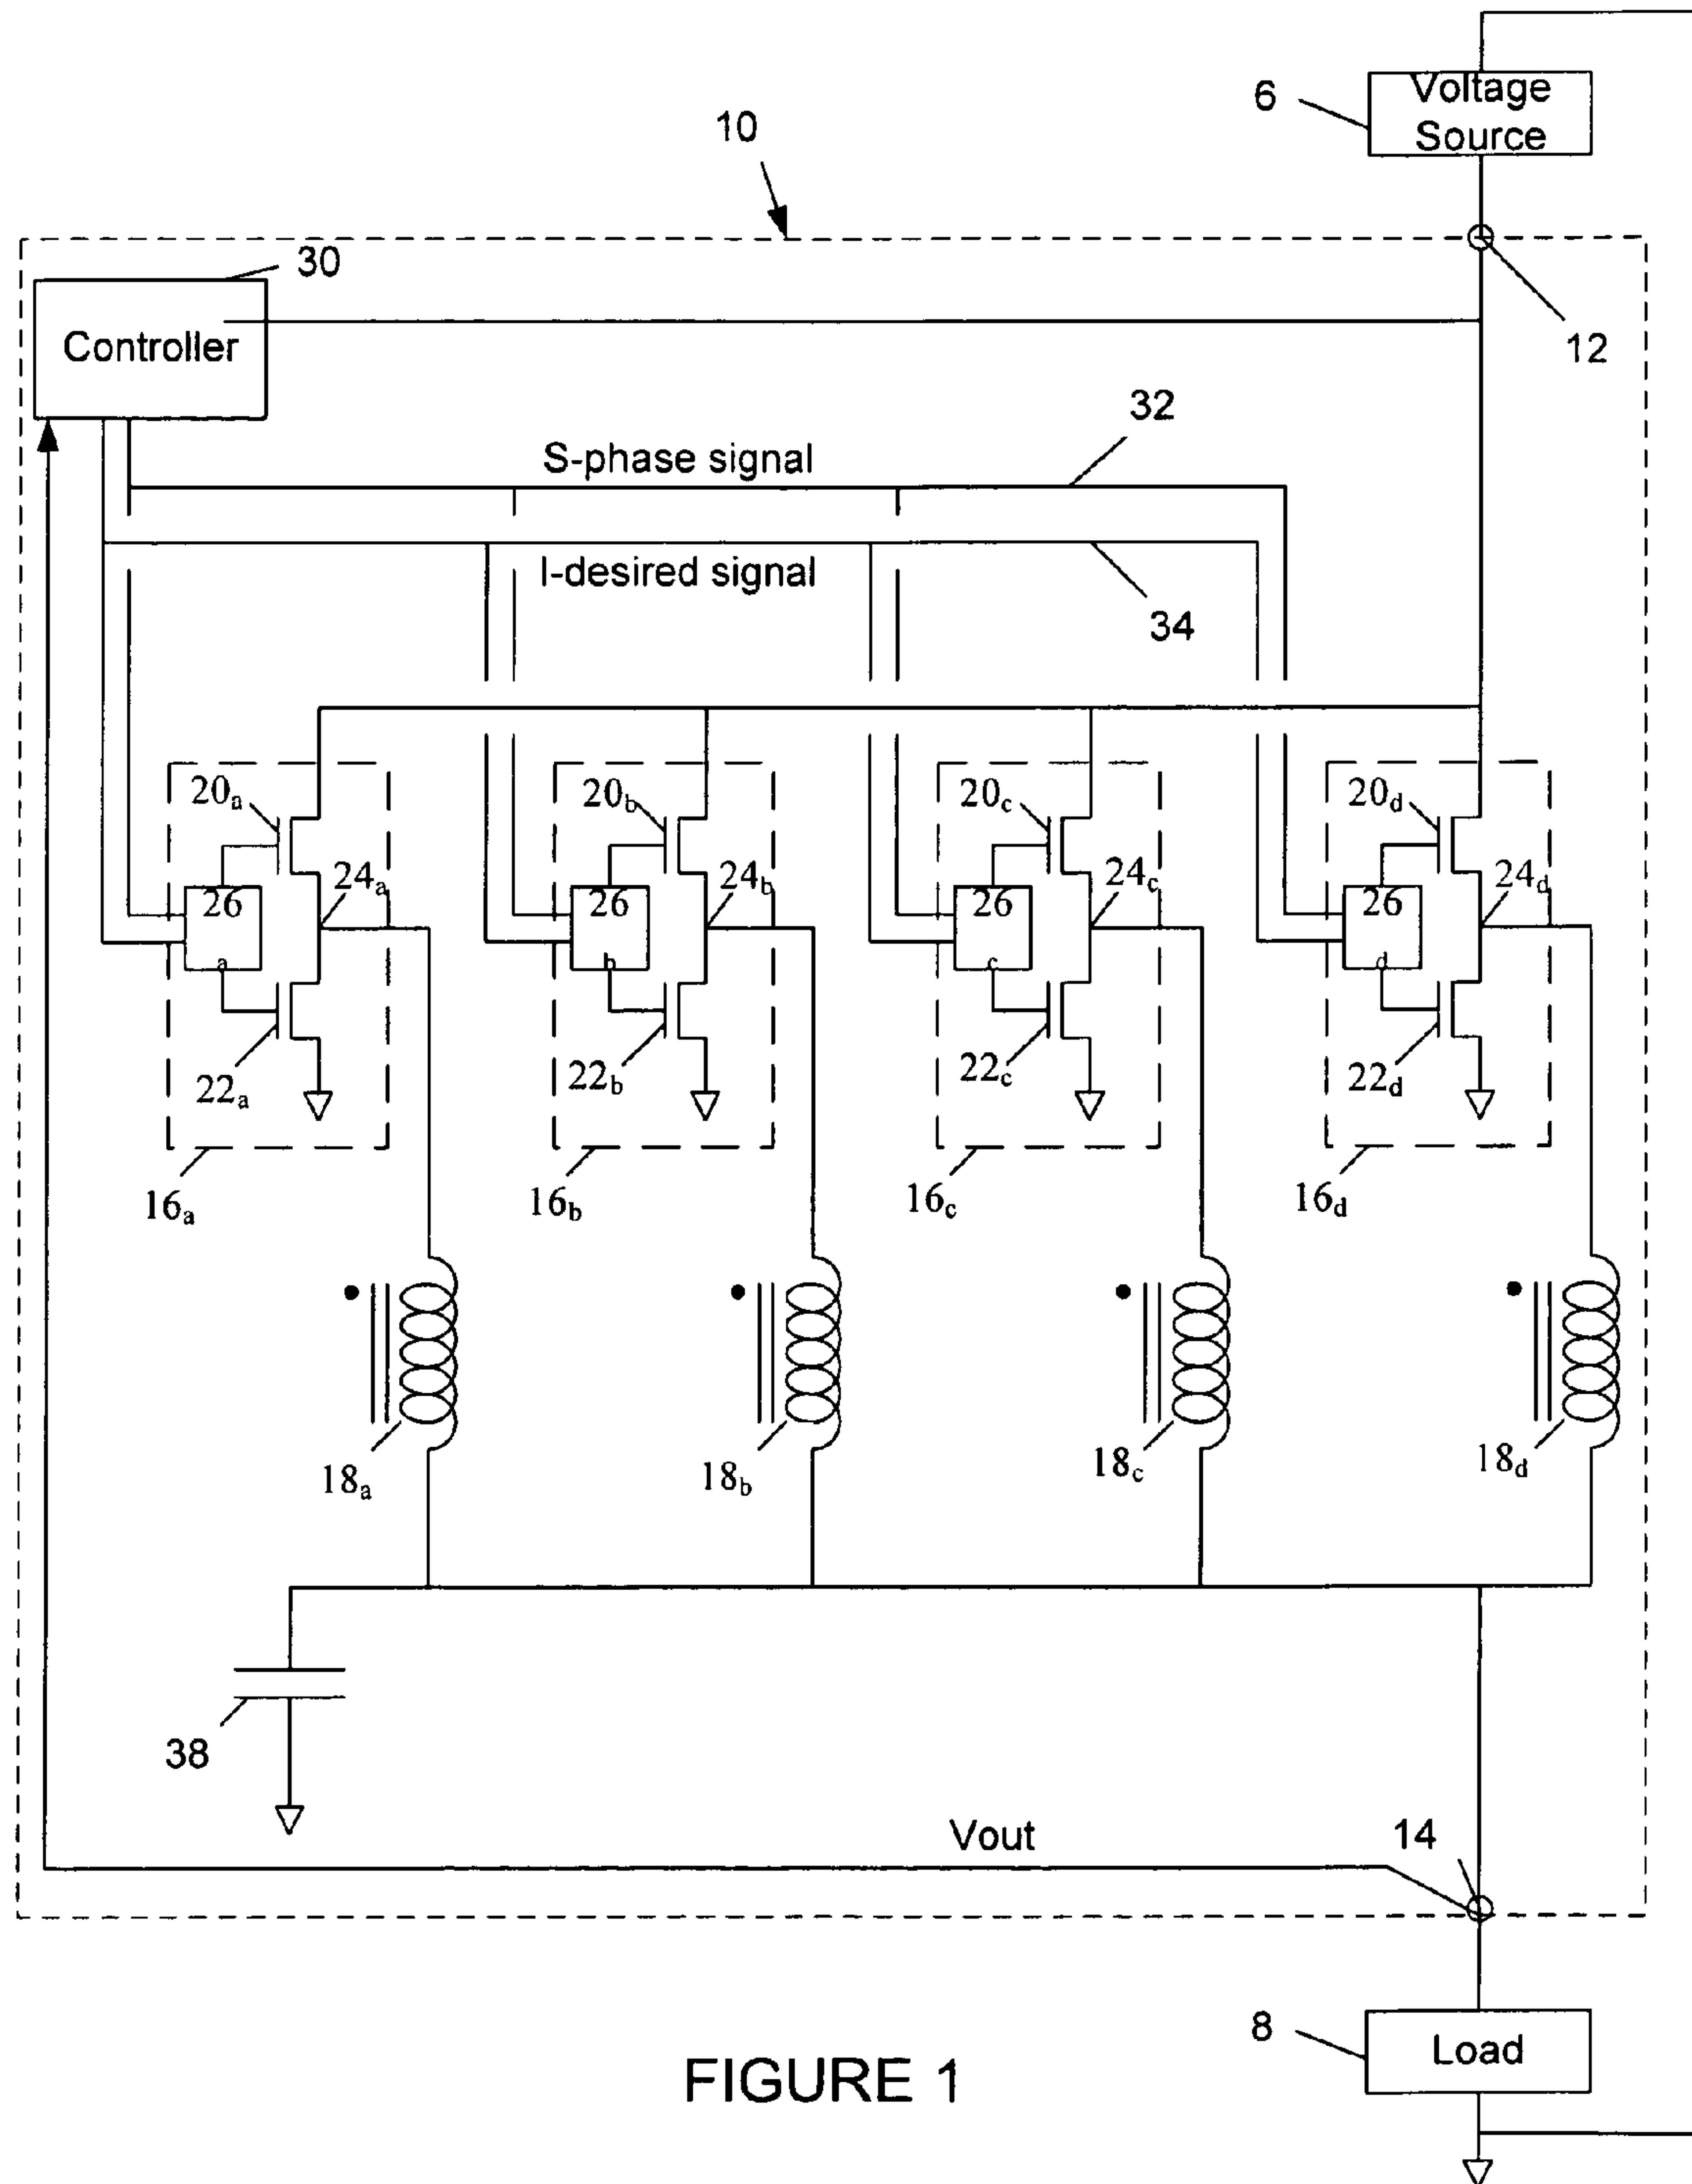 Voltage
Source
6
10
30
Controller
12
32
S-phase signal
I-desired signal
34
20a
20b
20c
20d
24a
24b
24c
24d
26
a
26
b
26
c
26
d
22a
22b
22c
22d
16a
16b
16c
16d
18a
18b
18c
18d
38
Vout
14
8
Load
FIGURE 1